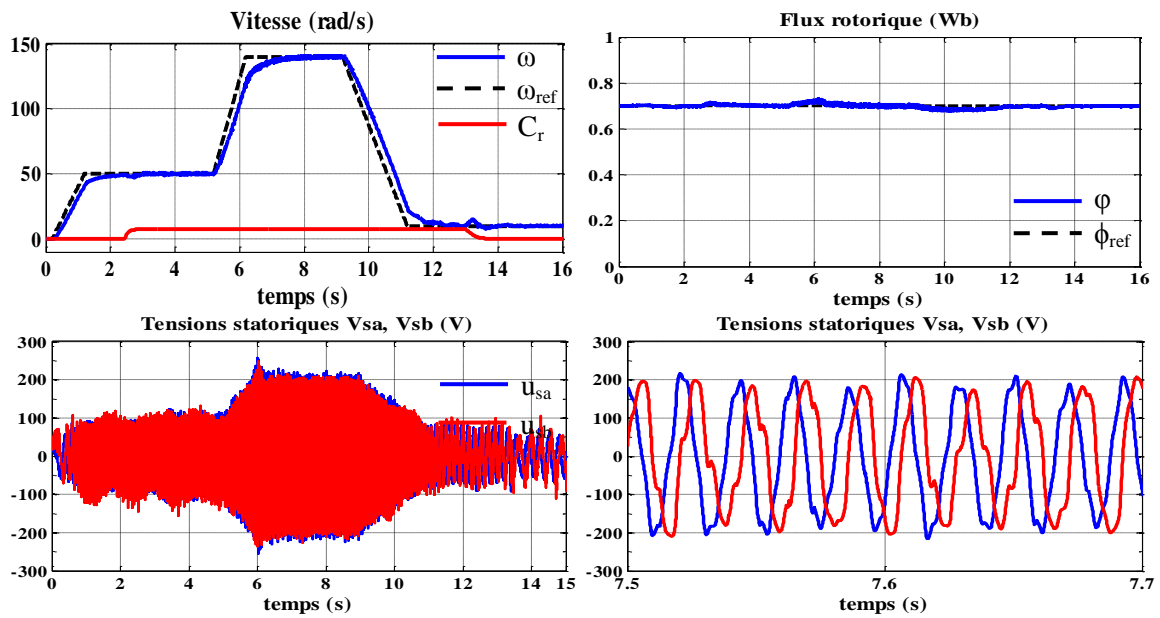 Vitesse (rad/s)
150
100
50
0
ω
ω_ref
C_r
0 2 4 6 8 10 12 14 16
temps (s)
Flux rotorique (Wb)
1
0.8
0.6
0.4
0.2
0
φ
ϕ_ref
0 2 4 6 8 10 12 14 16
temps (s)
Tensions statoriques Vsa, Vsb (V)
300
200
100
0
-100
-200
-300
u_sa
u_sb
0 2 4 6 8 10 12 14 15
temps (s)
Tensions statoriques Vsa, Vsb (V)
300
200
100
0
-100
-200
-300
7.5 7.6 7.7
temps (s)